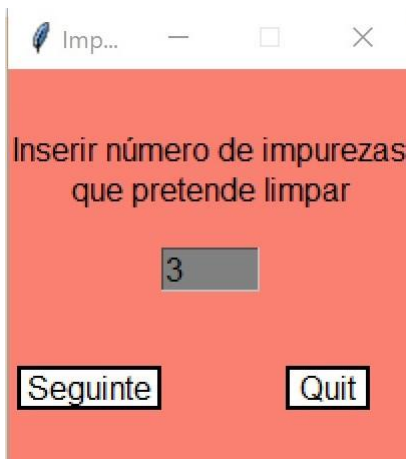 Imp...
Inserir número de impurezas
que pretende limpar
3
Seguinte Quit